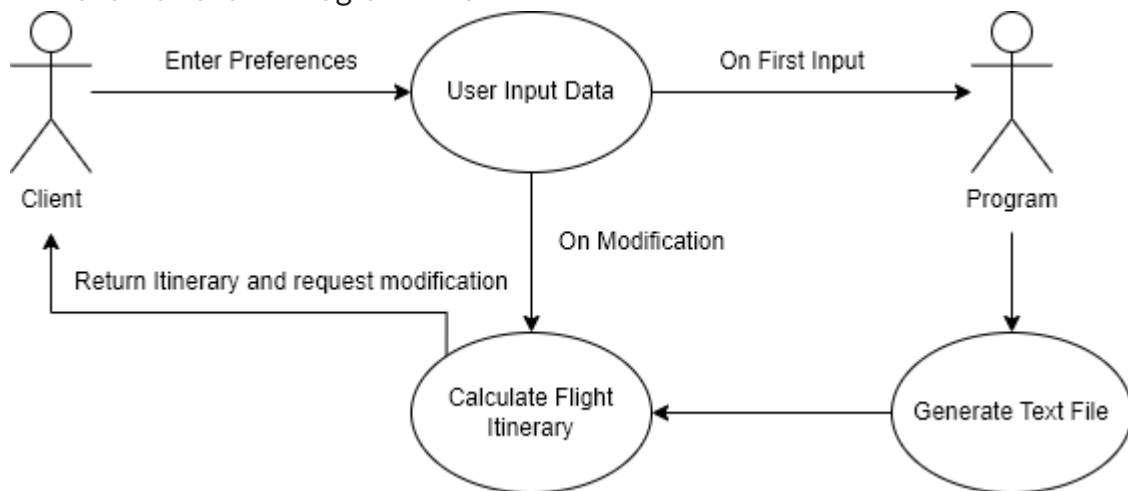 Enter Preferences
User Input Data
On First Input
Client
Program
On Modification
Return Itinerary and request modification
Calculate Flight
Itinerary
Generate Text File